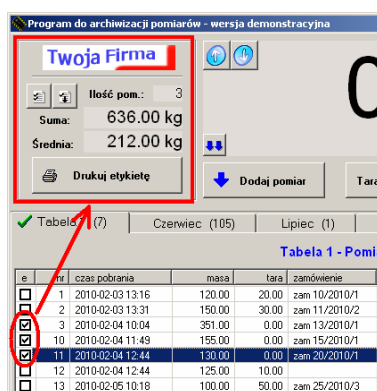 Program do archiwizacji pomiarów - wersja demonstracyjna
Twoja Firma
Ilość pom.: 3
Suma: 636.00 kg
Średnia: 212.00 kg
Drukuj etykietę
0
Dodaj pomiar
Tara
Tabela (7) Czerwiec (105) Lipiec (1)
Tabela 1 - Pomi
e nr czas pobrania masa tara zamówienie
1 2010-02-03 13:16 120.00 20.00 zam 10/2010/1
2 2010-02-03 13:31 150.00 30.00 zam 11/2010/2
3 2010-02-04 10:04 351.00 0.00 zam 13/2010/1
10 2010-02-04 11:49 155.00 0.00 zam 15/2010/1
11 2010-02-04 12:44 130.00 0.00 zam 20/2010/1
12 2010-02-04 12:44 125.00 10.00
13 2010-02-05 10:18 100.00 50.00 zam 25/2010/3